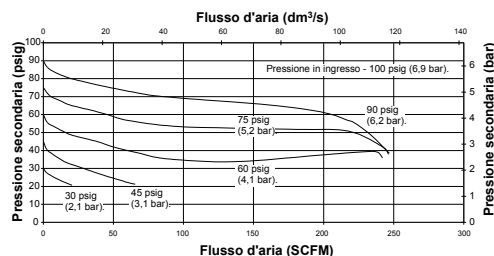 Flusso d'aria (dm³/s)
0 20 40 60 80 100 120 140
Pressione secondaria (psig)
100
90
80
70
60
50
40
30
20
10
0
Pressione in ingresso - 100 psig (6,9 bar).
90 psig
(6,2 bar).
75 psig
(5,2 bar).
60 psig
(4,1 bar).
45 psig
(3,1 bar).
30 psig
(2,1 bar).
6
5
4
3
2
1
0
Pressione secondaria (bar)
0 50 100 150 200 250 300
Flusso d'aria (SCFM)